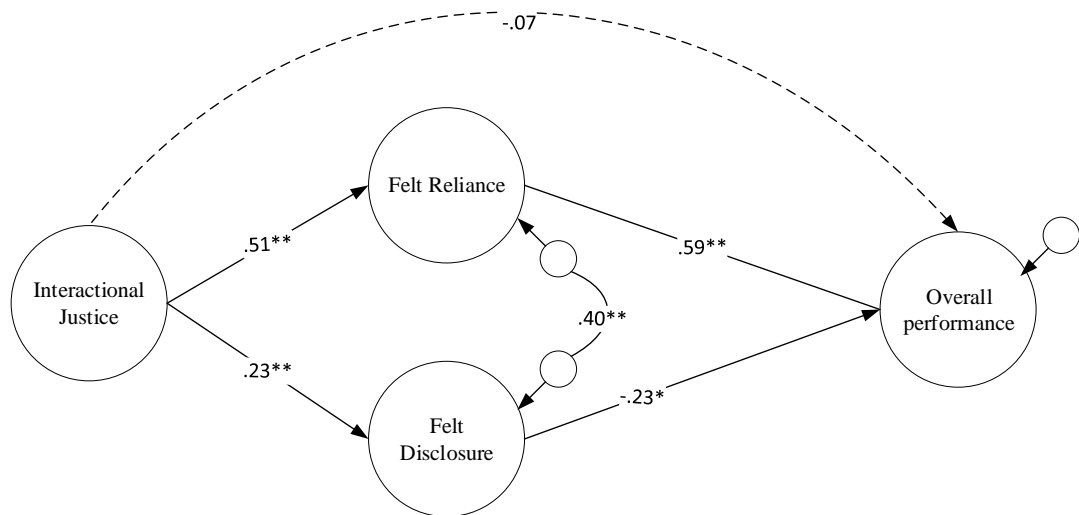 -.07
Felt Reliance
.51**
.59**
Interactional
Justice
Overall
performance
.40**
.23**
-.23*
Felt
Disclosure